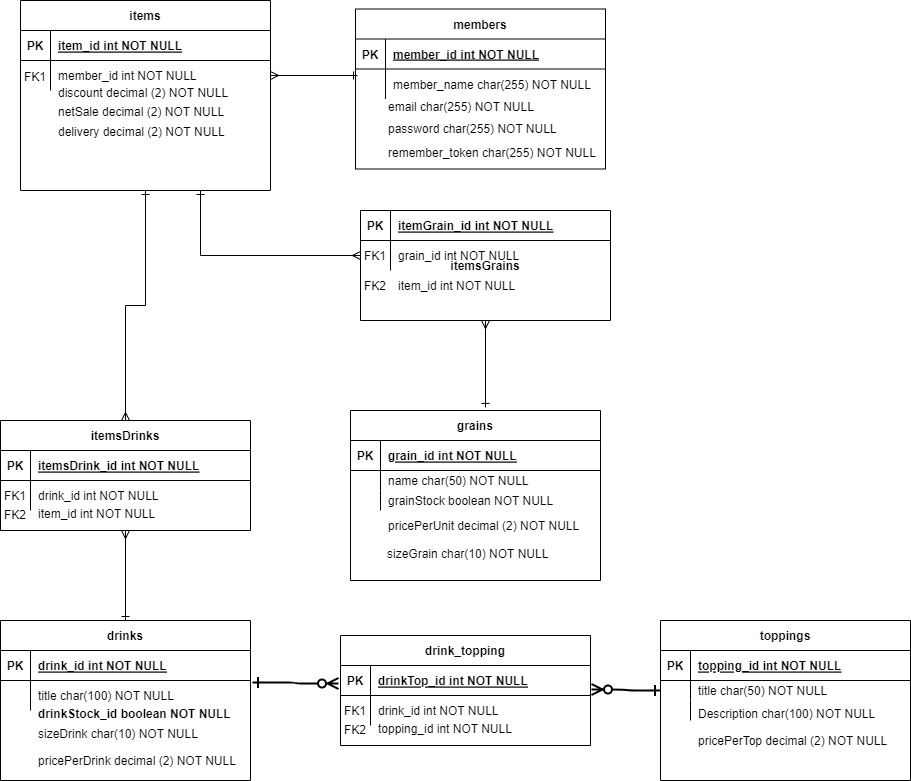 items
PK item_id int NOT NULL
FK1 member_id int NOT NULL
discount decimal (2) NOT NULL
netSale decimal (2) NOT NULL
delivery decimal (2) NOT NULL
members
PK member_id int NOT NULL
member_name char(255) NOT NULL
email char(255) NOT NULL
password char(255) NOT NULL
remember_token char(255) NOT NULL
PK itemGrain_id int NOT NULL
FK1 grain_id int NOT NULL
itemsGrains
FK2 item_id int NOT NULL
grains
PK grain_id int NOT NULL
name char(50) NOT NULL
grainStock boolean NOT NULL
pricePerUnit decimal (2) NOT NULL
sizeGrain char(10) NOT NULL
itemsDrinks
PK itemsDrink_id int NOT NULL
FK1 drink_id int NOT NULL
FK2 item_id int NOT NULL
drinks
PK drink_id int NOT NULL
title char(100) NOT NULL
drinkStock_id boolean NOT NULL
sizeDrink char(10) NOT NULL
pricePerDrink decimal (2) NOT NULL
drink_topping
PK drinkTop_id int NOT NULL
FK1 drink_id int NOT NULL
FK2 topping_id int NOT NULL
toppings
PK topping_id int NOT NULL
title char(50) NOT NULL
Description char(100) NOT NULL
pricePerTop decimal (2) NOT NULL